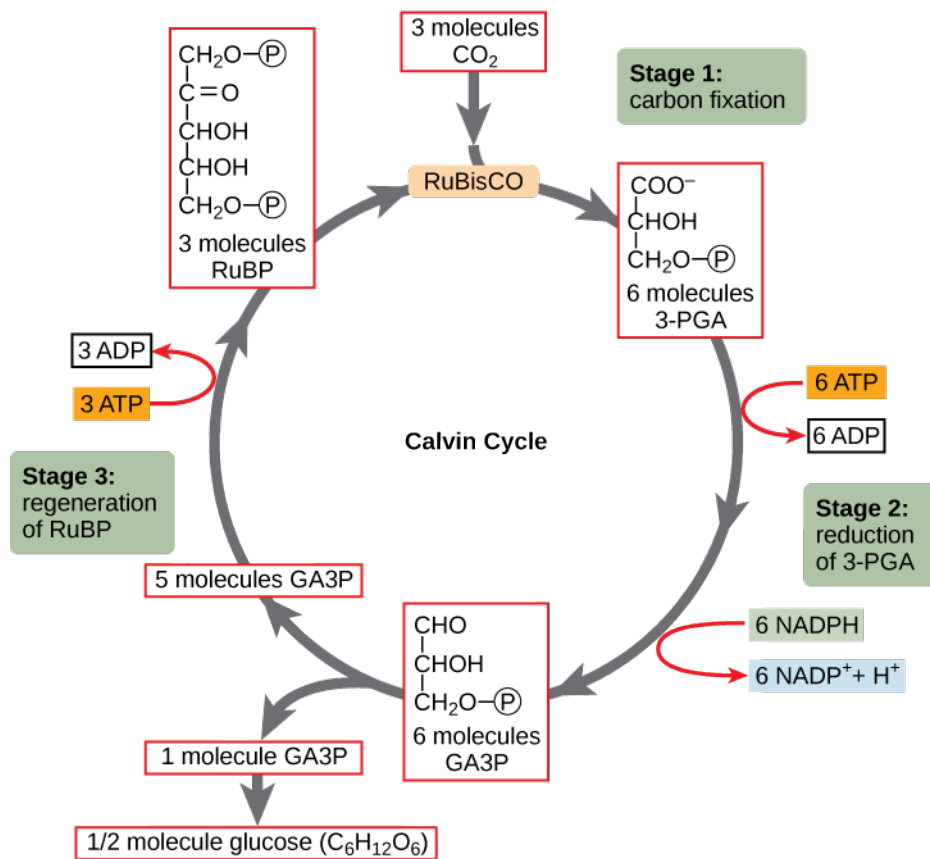 3 molecules
CO₂
Stage 1:
carbon fixation
CH₂O–Ⓟ
C=O
CHOH
CHOH
CH₂O–Ⓟ
3 molecules
RuBP
RuBisCO
COO⁻
CHOH
CH₂O–Ⓟ
6 molecules
3-PGA
3 ADP
3 ATP
6 ATP
6 ADP
Calvin Cycle
Stage 3:
regeneration
of RuBP
Stage 2:
reduction
of 3-PGA
5 molecules GA3P
CHO
CHOH
CH₂O–Ⓟ
6 molecules
GA3P
6 NADPH
6 NADP⁺+ H⁺
1 molecule GA3P
1/2 molecule glucose (C₆H₁₂O₆)